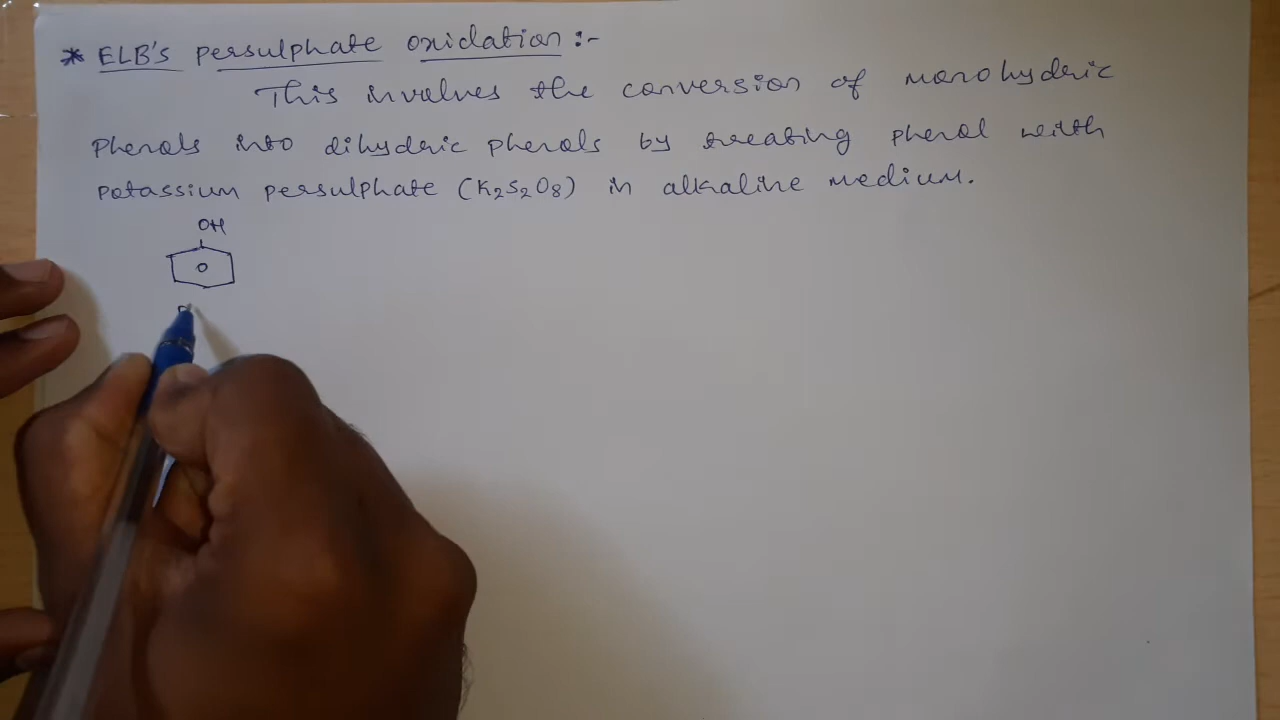 * ELB's persulphate oxidation :-
This involves the conversion of monohydric
Phenols into dihydric phenols by treating phenol with
Potassium persulphate (K₂S₂O₈) in alkaline medium.
OH